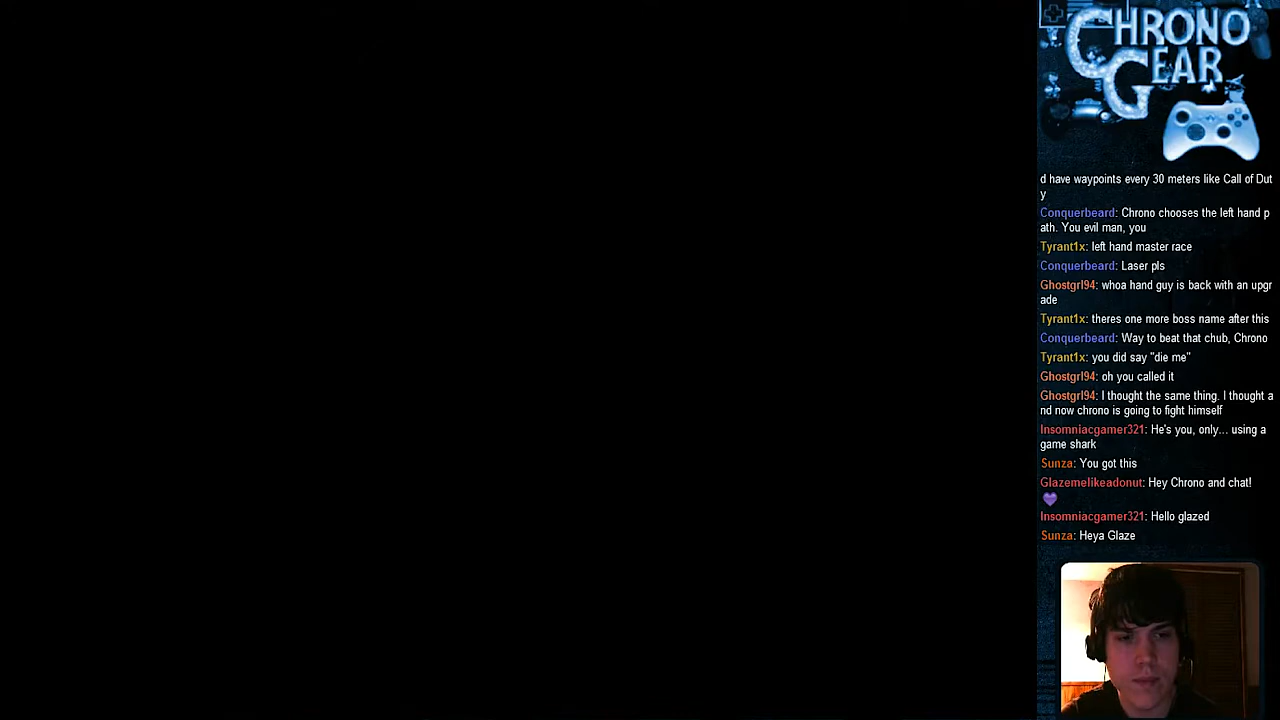 CHRONO
GEAR
d have waypoints every 30 meters like Call of Dut
y
Conquerbeard: Chrono chooses the left hand p
ath. You evil man, you
Tyrant1x: left hand master race
Conquerbeard: Laser pls
Ghostgrl94: whoa hand guy is back with an upgr
ade
Tyrant1x: theres one more boss name after this
Conquerbeard: Way to beat that chub, Chrono
Tyrant1x: you did say "die me"
Ghostgrl94: oh you called it
Ghostgrl94: I thought the same thing. I thought a
nd now chrono is going to fight himself
Insomniacgamer321: He's you, only... using a
game shark
Sunza: You got this
Glazemelikeadonut: Hey Chrono and chat!
Insomniacgamer321: Hello glazed
Sunza: Heya Glaze